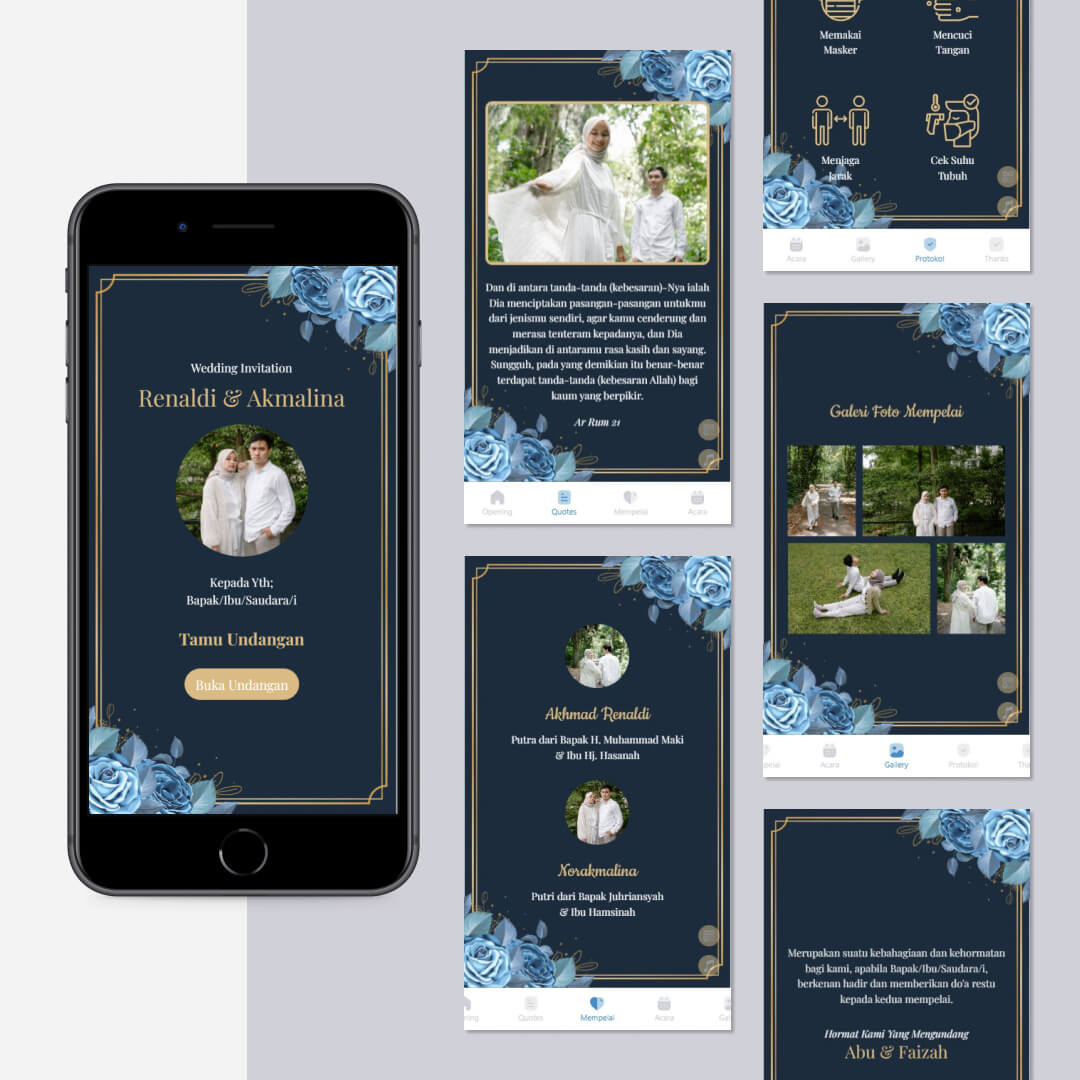 Wedding Invitation
Renaldi & Akmalina
Kepada Yth;
Bapak/Ibu/Saudara/i
Tamu Undangan
Buka Undangan
Dan di antara tanda-tanda (kebesaran)-Nya ialah
Dia menciptakan pasangan-pasangan untukmu
dari jenismu sendiri, agar kamu cenderung dan
merasa tenteram kepadanya, dan Dia
menjadikan di antaramu rasa kasih dan sayang.
Sungguh, pada yang demikian itu benar-benar
terdapat tanda-tanda (kebesaran Allah) bagi
kaum yang berpikir.
Ar Rum 21
Opening Quotes Mempelai Acara
Akhmad Renaldi
Putra dari Bapak H. Muhammad Maki
& Ibu Hj. Hasanah
Norakmalina
Putri dari Bapak Juhriansyah
& Ibu Hamsinah
ning Quotes Mempelai Acara Gal
Memakai Mencuci
Masker Tangan
Menjaga Cek Suhu
Jarak Tubuh
Acara Gallery Protokol Thanks
Galeri Foto Mempelai
pelai Acara Gallery Protokol Tha
Merupakan suatu kebahagiaan dan kehormatan
bagi kami, apabila Bapak/Ibu/Saudara/i,
berkenan hadir dan memberikan do'a restu
kepada kedua mempelai.
Hormat Kami Yang Mengundang
Abu & Faizah